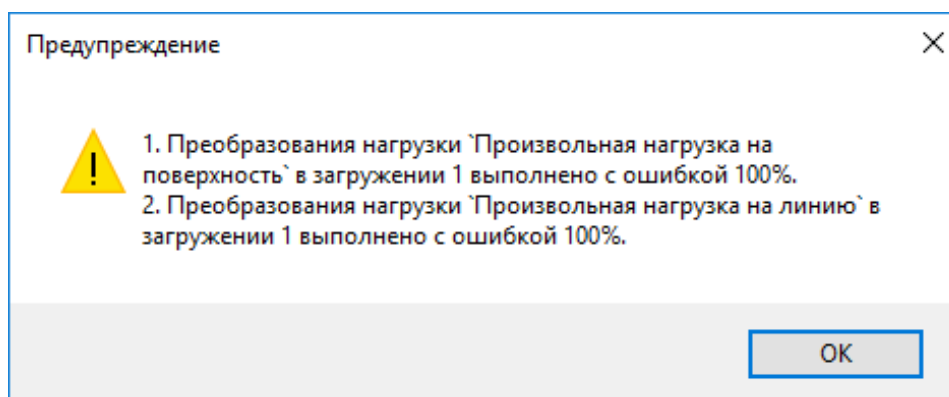 Предупреждение
1. Преобразования нагрузки `Произвольная нагрузка на
поверхность` в загружении 1 выполнено с ошибкой 100%.
2. Преобразования нагрузки `Произвольная нагрузка на линию` в
загружении 1 выполнено с ошибкой 100%.
ОК